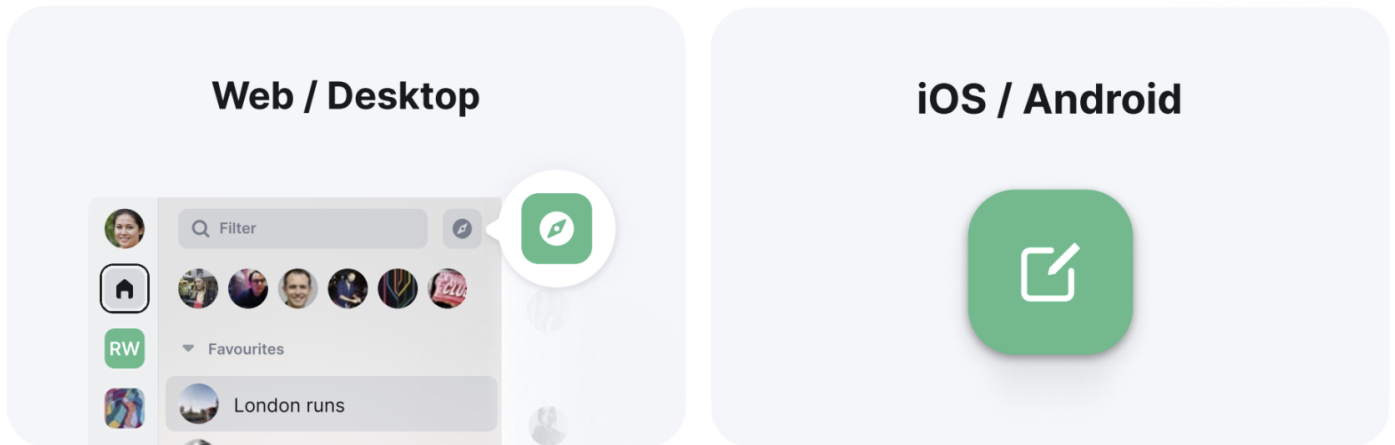 Web / Desktop
iOS / Android
Filter
RW
Favourites
London runs